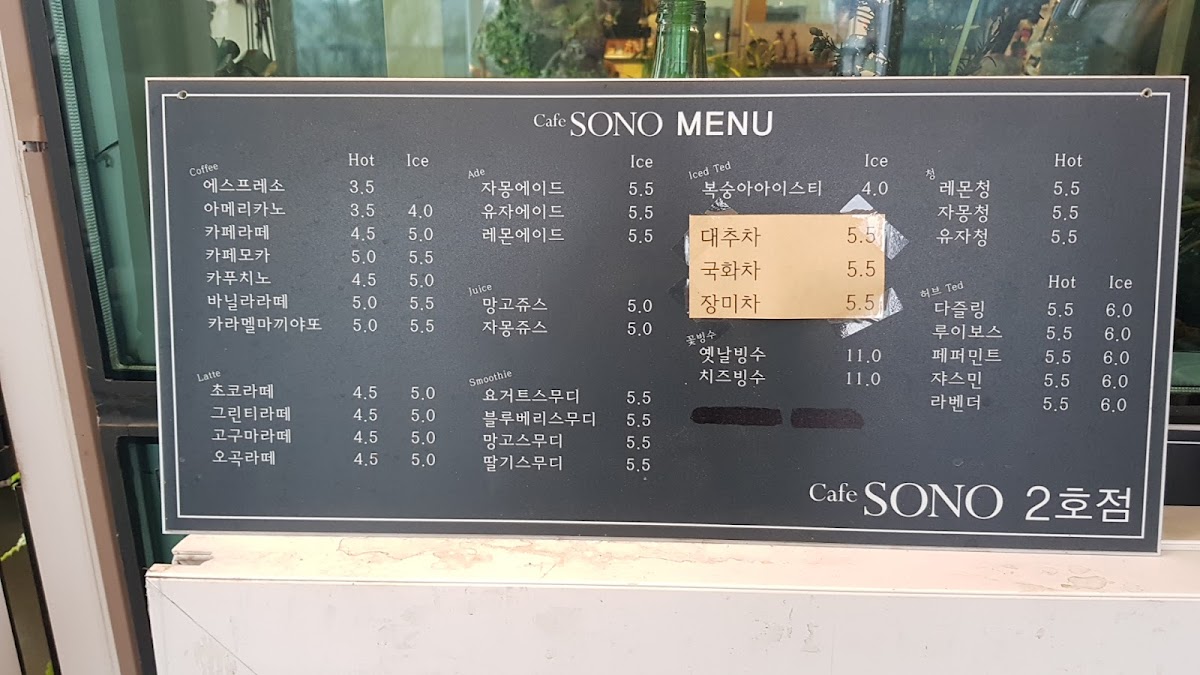 Cafe SONO MENU
Coffee Hot Ice
에스프레소 3.5
아메리카노 3.5 4.0
카페라떼 4.5 5.0
카페모카 5.0 5.5
카푸치노 4.5 5.0
바닐라라떼 5.0 5.5
카라멜마끼야또 5.0 5.5
Latte
초코라떼 4.5 5.0
그린티라떼 4.5 5.0
고구마라떼 4.5 5.0
오곡라떼 4.5 5.0
Ade Ice
자몽에이드 5.5
유자에이드 5.5
레몬에이드 5.5
Juice
망고쥬스 5.0
자몽쥬스 5.0
Smoothie
요거트스무디 5.5
블루베리스무디 5.5
망고스무디 5.5
딸기스무디 5.5
Iced Ted Ice
복숭아아이스티 4.0
대추차 5.5
국화차 5.5
장미차 5.5
꽃빙수
옛날빙수 11.0
치즈빙수 11.0
청 Hot
레몬청 5.5
자몽청 5.5
유자청 5.5
허브 Ted Hot Ice
다즐링 5.5 6.0
루이보스 5.5 6.0
페퍼민트 5.5 6.0
쟈스민 5.5 6.0
라벤더 5.5 6.0
Cafe SONO 2호점